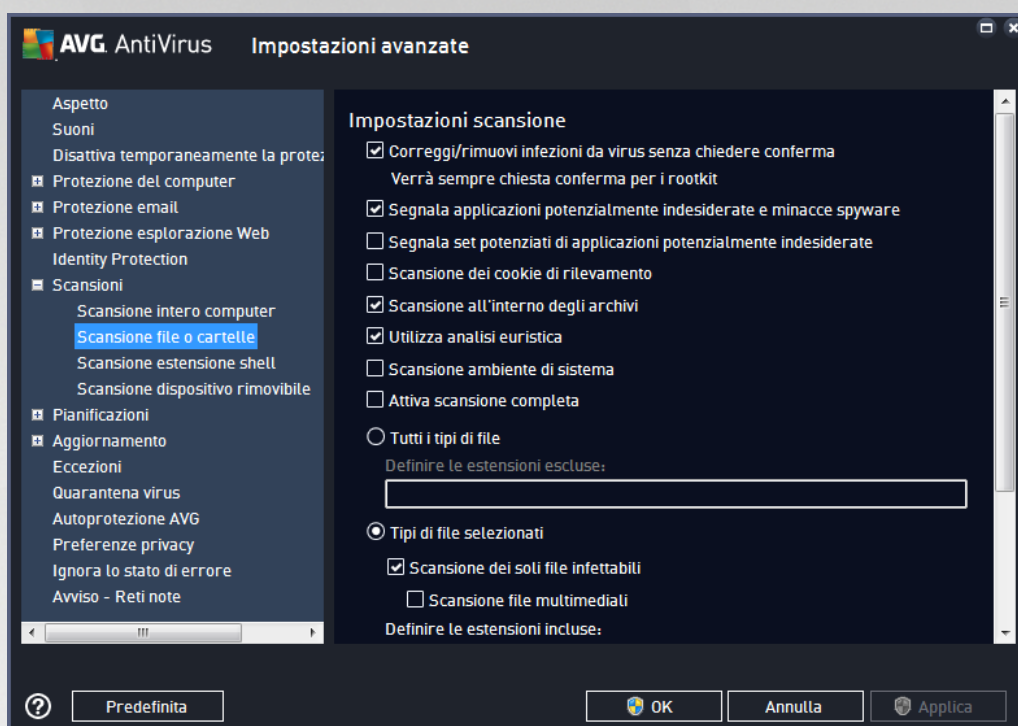 AVG. AntiVirus
Impostazioni avanzate
Aspetto
Suoni
Disattiva temporaneamente la protez
Protezione del computer
Protezione email
Protezione esplorazione Web
Identity Protection
Scansioni
Scansione intero computer
Scansione file o cartelle
Scansione estensione shell
Scansione dispositivo rimovibile
Pianificazioni
Aggiornamento
Eccezioni
Quarantena virus
Autoprotezione AVG
Preferenze privacy
Ignora lo stato di errore
Avviso - Reti note
Impostazioni scansione
Correggi/rimuovi infezioni da virus senza chiedere conferma
Verrà sempre chiesta conferma per i rootkit
Segnala applicazioni potenzialmente indesiderate e minacce spyware
Segnala set potenziati di applicazioni potenzialmente indesiderate
Scansione dei cookie di rilevamento
Scansione all'interno degli archivi
Utilizza analisi euristica
Scansione ambiente di sistema
Attiva scansione completa
Tutti i tipi di file
Definire le estensioni escluse:
Tipi di file selezionati
Scansione dei soli file infettabili
Scansione file multimediali
Definire le estensioni incluse:
Predefinita
OK
Annulla
Applica